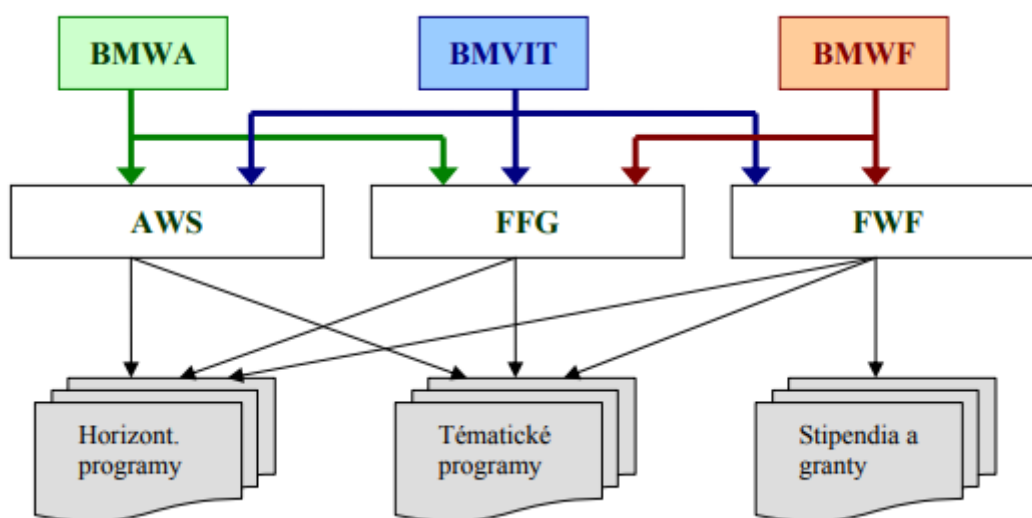 BMWA
BMVIT
BMWF
AWS
FFG
FWF
Horizont.
programy
Tématické
programy
Stipendia a
granty